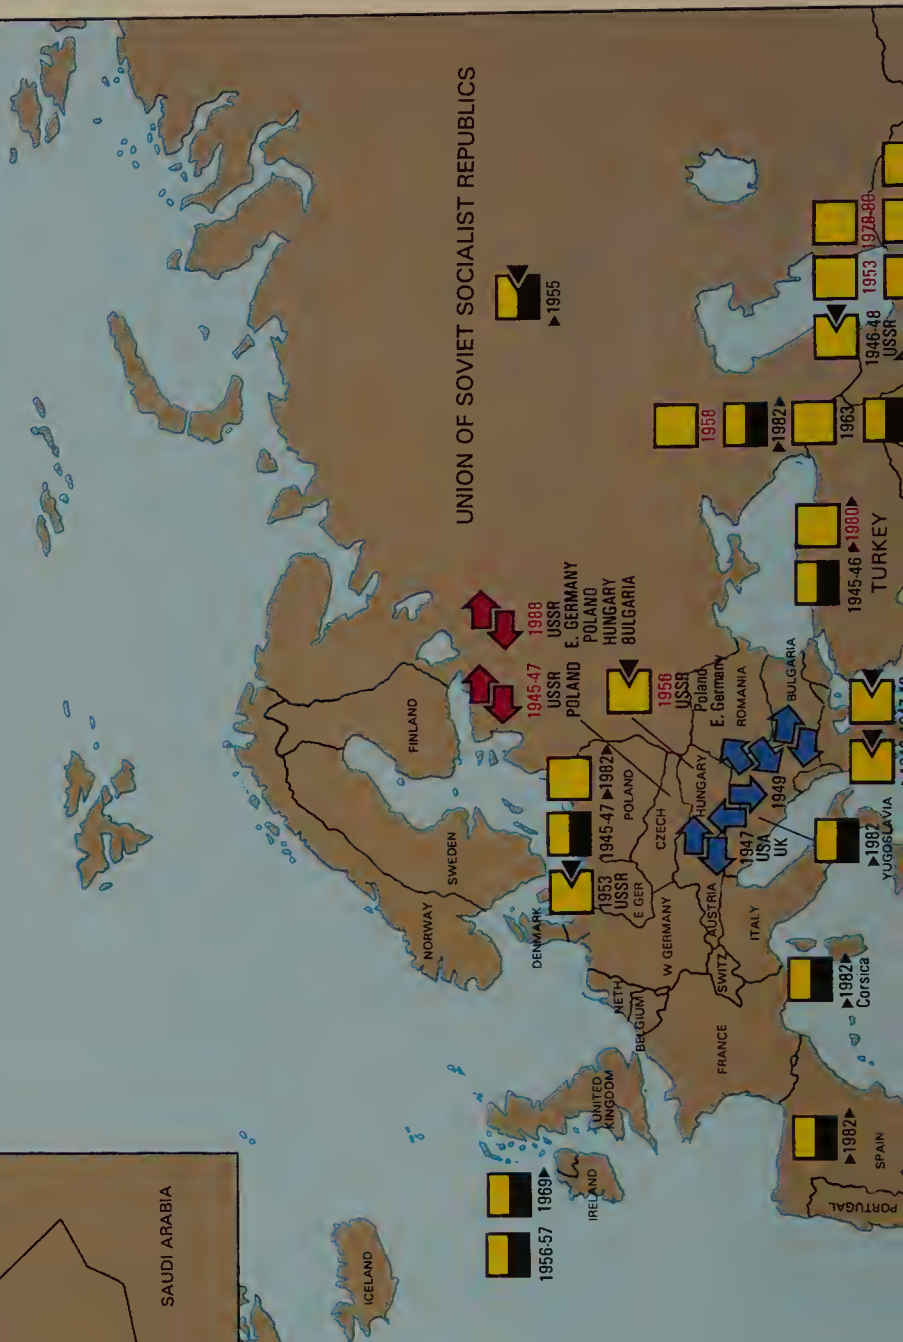 UNION OF SOVIET SOCIALIST REPUBLICS
◄1955
1978-80
1953
1946-48
USSR
1958
◄1982►
1963
◄1980►
1945-46
TURKEY
1988
USSR
E. GERMANY
POLAND
HUNGARY
BULGARIA
1945-47
USSR
POLAND
1956
USSR
Poland
E. Germany
ROMANIA
BULGARIA
FINLAND
SWEDEN
NORWAY
DENMARK
◄1982►
1945-47
1953
USSR
POLAND
E GER
CZECH
HUNGARY
1949
1947
USA
UK
◄1982
YUGOSLAVIA
W GERMANY
AUSTRIA
SWITZ
ITALY
◄1982►
Corsica
NETH
BELGIUM
FRANCE
UNITED
KINGDOM
IRELAND
1969►
1956-57
◄1982►
SPAIN
PORTUGAL
ICELAND
SAUDI ARABIA